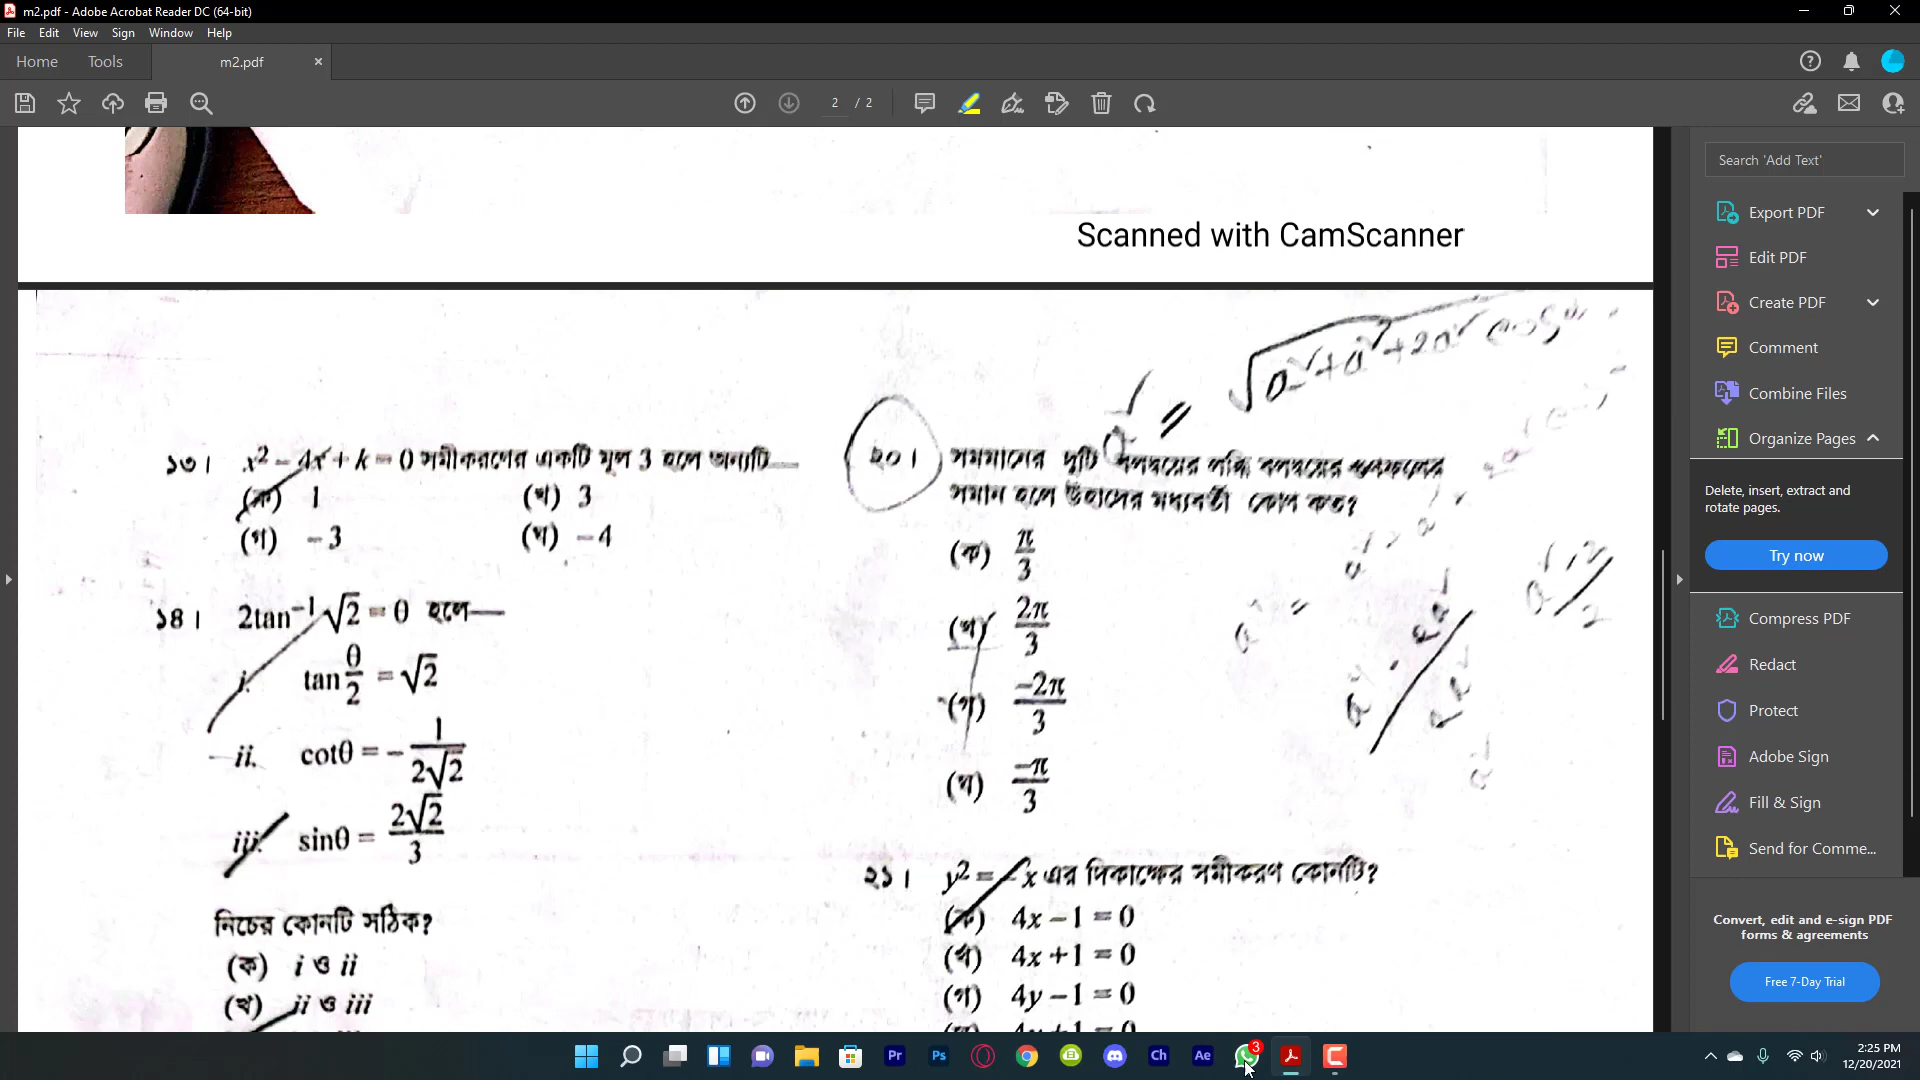 m2.pdf - Adobe Acrobat Reader DC (64-bit)
File Edit View Sign Window Help
Home Tools m2.pdf
2 / 2
Search 'Add Text'
Export PDF
Edit PDF
Create PDF
Comment
Combine Files
Organize Pages
Delete, insert, extract and
rotate pages.
Try now
Compress PDF
Redact
Protect
Adobe Sign
Fill & Sign
Send for Comme...
Convert, edit and e-sign PDF
forms & agreements
Free 7-Day Trial
Scanned with CamScanner
১৩। x² − 4x + k = 0 সমীকরণের একটি মূল 3 হলে অন্যটি—
(ক) 1 (খ) 3
(গ) −3 (ঘ) −4
১৪। 2tan⁻¹√2 = θ হলে—
i. tan θ/2 = √2
ii. cotθ = − 1/2√2
iii. sinθ = 2√2/3
নিচের কোনটি সঠিক?
(ক) i ও ii
(খ) ii ও iii
২০। সমমানের দুটি বলদ্বয়ের লব্ধি বলদ্বয়ের
সমান হলে উহাদের মধ্যবর্তী কোণ কত?
(ক) π/3
(খ) 2π/3
(গ) −2π/3
(ঘ) −π/3
২১। y² = −x এর দিকাক্ষের সমীকরণ কোনটি?
(ক) 4x − 1 = 0
(খ) 4x + 1 = 0
(গ) 4y − 1 = 0
3
2:25 PM
12/20/2021